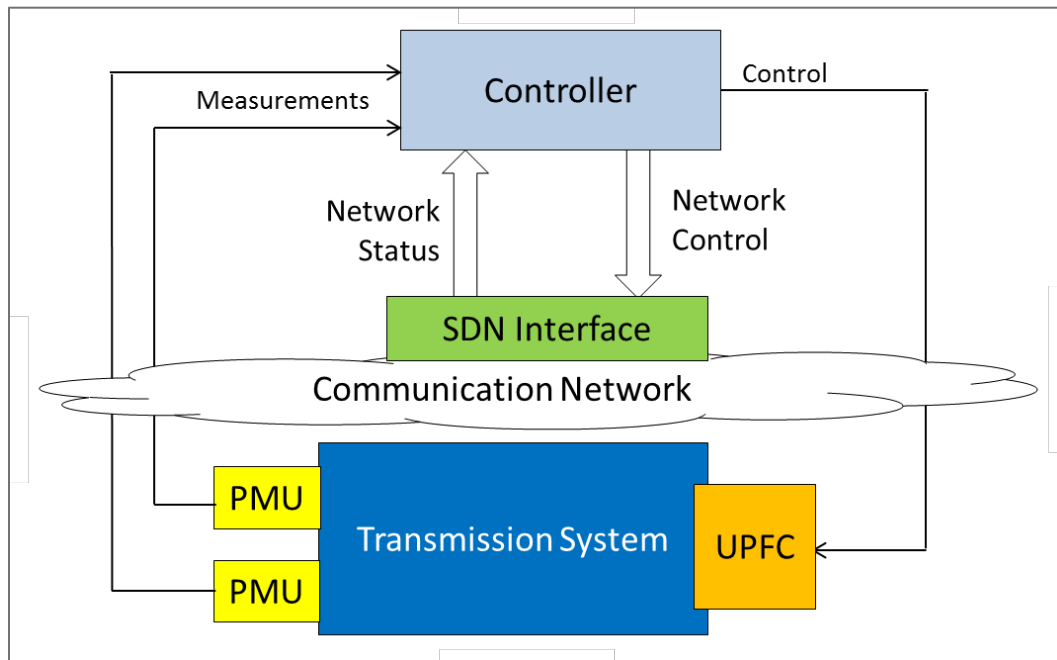 Controller
Control
Measurements
Network
Status
Network
Control
SDN Interface
Communication Network
PMU
Transmission System
UPFC
PMU